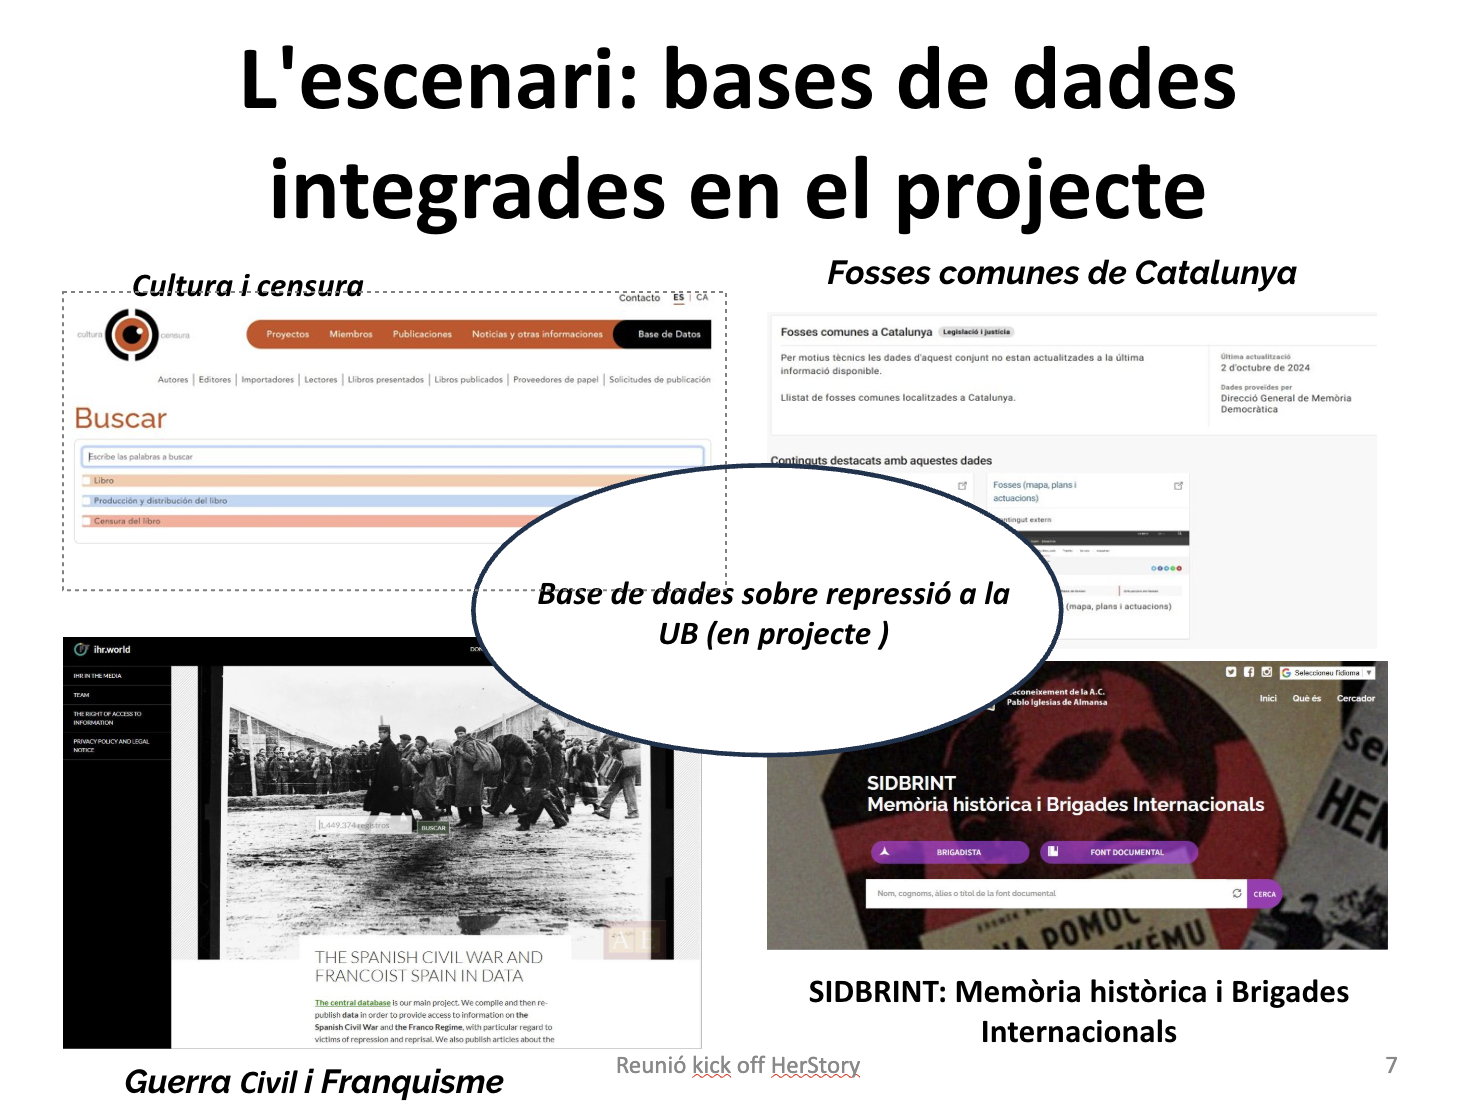 L'escenari: bases de dades
integrades en el projecte
Cultura i censura
Contacto ES | CA
cultura censura
Proyectos Miembros Publicaciones Noticias y otras informaciones Base de Datos
Autores | Editores | Importadores | Lectores | Llibros presentados | Libros publicados | Proveedores de papel | Solicitudes de publicación
Buscar
Escribe las palabras a buscar
Libro
Producción y distribución del libro
Censura del libro
Fosses comunes de Catalunya
Fosses comunes a Catalunya Legislació i justícia
Per motius tècnics les dades d'aquest conjunt no estan actualitzades a la última
informació disponible.
Llistat de fosses comunes localitzades a Catalunya.
Última actualització
2 d'octubre de 2024
Dades proveïdes per
Direcció General de Memòria
Democràtica
Continguts destacats amb aquestes dades
Fosses (mapa, plans i
actuacions)
ontingut extern
(mapa, plans i actuacions)
Base de dades sobre repressió a la
UB (en projecte )
ihr.world
DON
IHR IN THE MEDIA
TEAM
THE RIGHT OF ACCESS TO
INFORMATION
PRIVACY POLICY AND LEGAL
NOTICE
1,449,374 registros BUSCAR
A E
THE SPANISH CIVIL WAR AND
FRANCOIST SPAIN IN DATA
The central database is our main project. We compile and then re-
publish data in order to provide access to information on the
Spanish Civil War and the Franco Regime, with particular regard to
victims of repression and reprisal. We also publish articles about the
Guerra Civil i Franquisme
Seleccioneu l'idioma | ▼
econeixement de la A.C.
Pablo Iglesias de Almansa
Inici Què és Cercador
SIDBRINT
Memòria històrica i Brigades Internacionals
BRIGADISTA FONT DOCUMENTAL
Nom, cognoms, àlies o títol de la font documental CERCA
NA POMOC
EKÉMU
HEN
SIDBRINT: Memòria històrica i Brigades
Internacionals
Reunió kick off HerStory
7